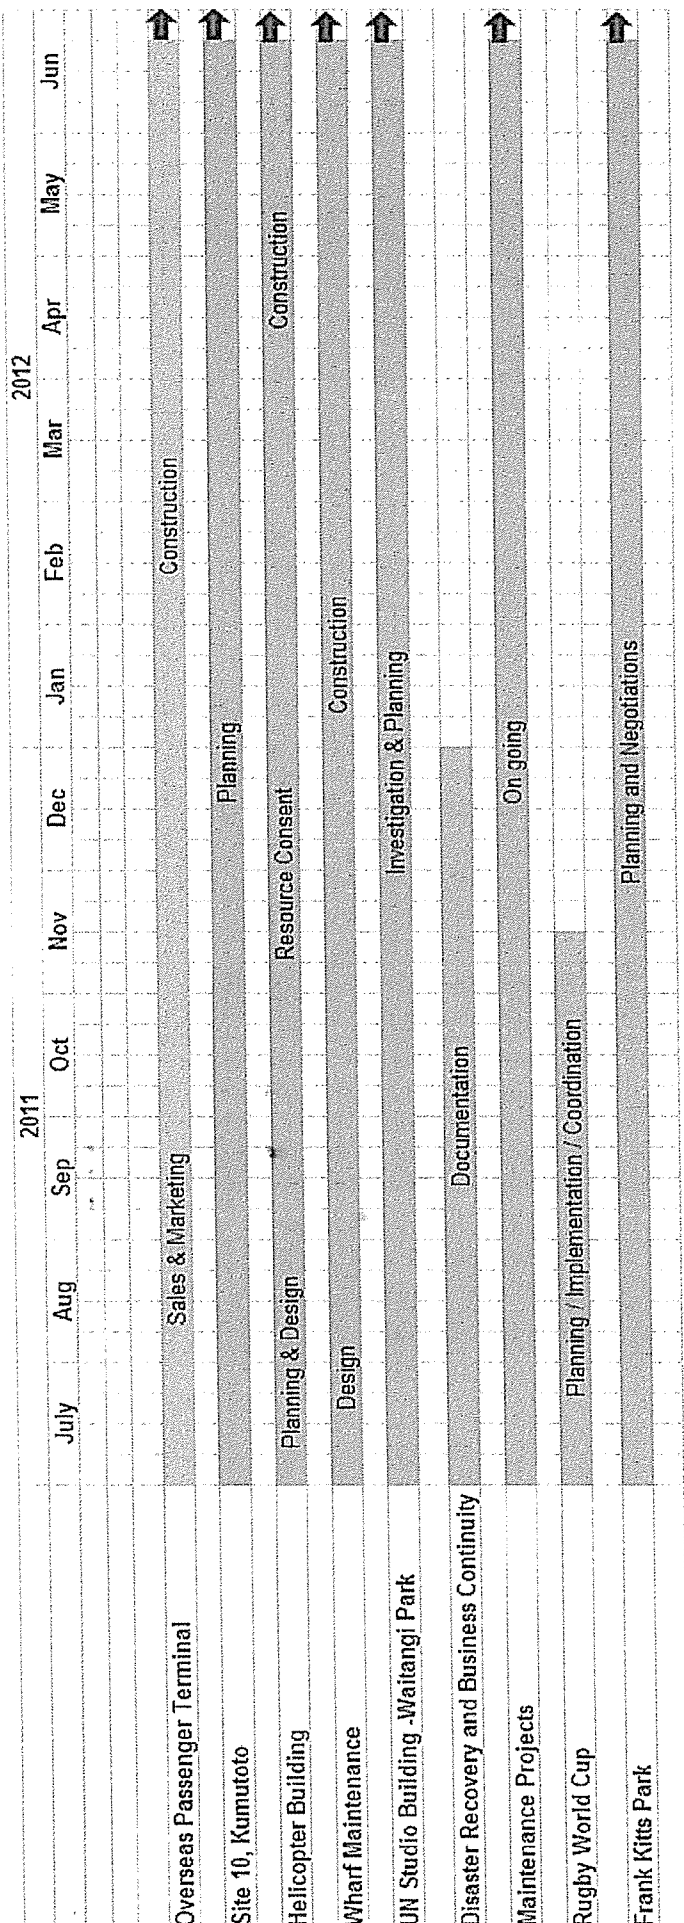 2011 2012
July Aug Sep Oct Nov Dec Jan Feb Mar Apr May Jun
Overseas Passenger Terminal Sales & Marketing Construction
Site 10, Kumutoto Planning
Helicopter Building Planning & Design Resource Consent Construction
Wharf Maintenance Design Construction
UN Studio Building -Waitangi Park Investigation & Planning
Disaster Recovery and Business Continuity Documentation
Maintenance Projects On going
Rugby World Cup Planning / Implementation / Coordination
Frank Kitts Park Planning and Negotiations